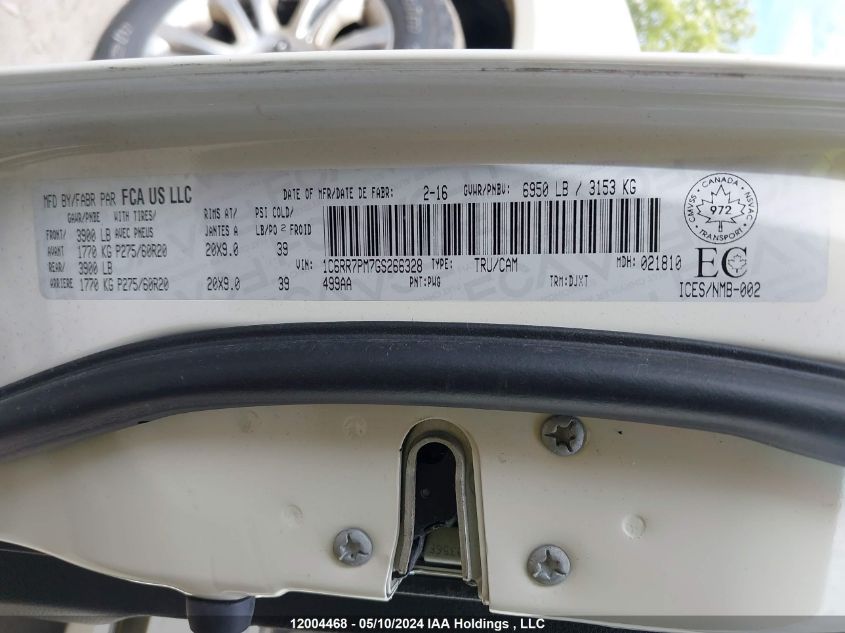 MFD BY/FABR PAR FCA US LLC
DATE OF MFR/DATE DE FABR: 2-16 GVWR/PNBV: 6950 LB / 3153 KG
GAWR/PNBE WITH TIRES/ RIMS AT/ PSI COLD/
AVEC PNEUS JANTES A LB/PO 2 FROID
FRONT/ 3900 LB
AVANT 1770 KG P275/60R20 20X9.0 39
REAR/ 3900 LB
ARRIERE 1770 KG P275/60R20 20X9.0 39
VIN: 1C6RR7PM7GS266328 TYPE: TRU/CAM MDH: 021810
499AA PNT: PWG TRM: DJXT
CANADA
CMVSS NSVAC
972
TRANSPORT
EC
ICES/NMB-002
12004468 - 05/10/2024 IAA Holdings , LLC